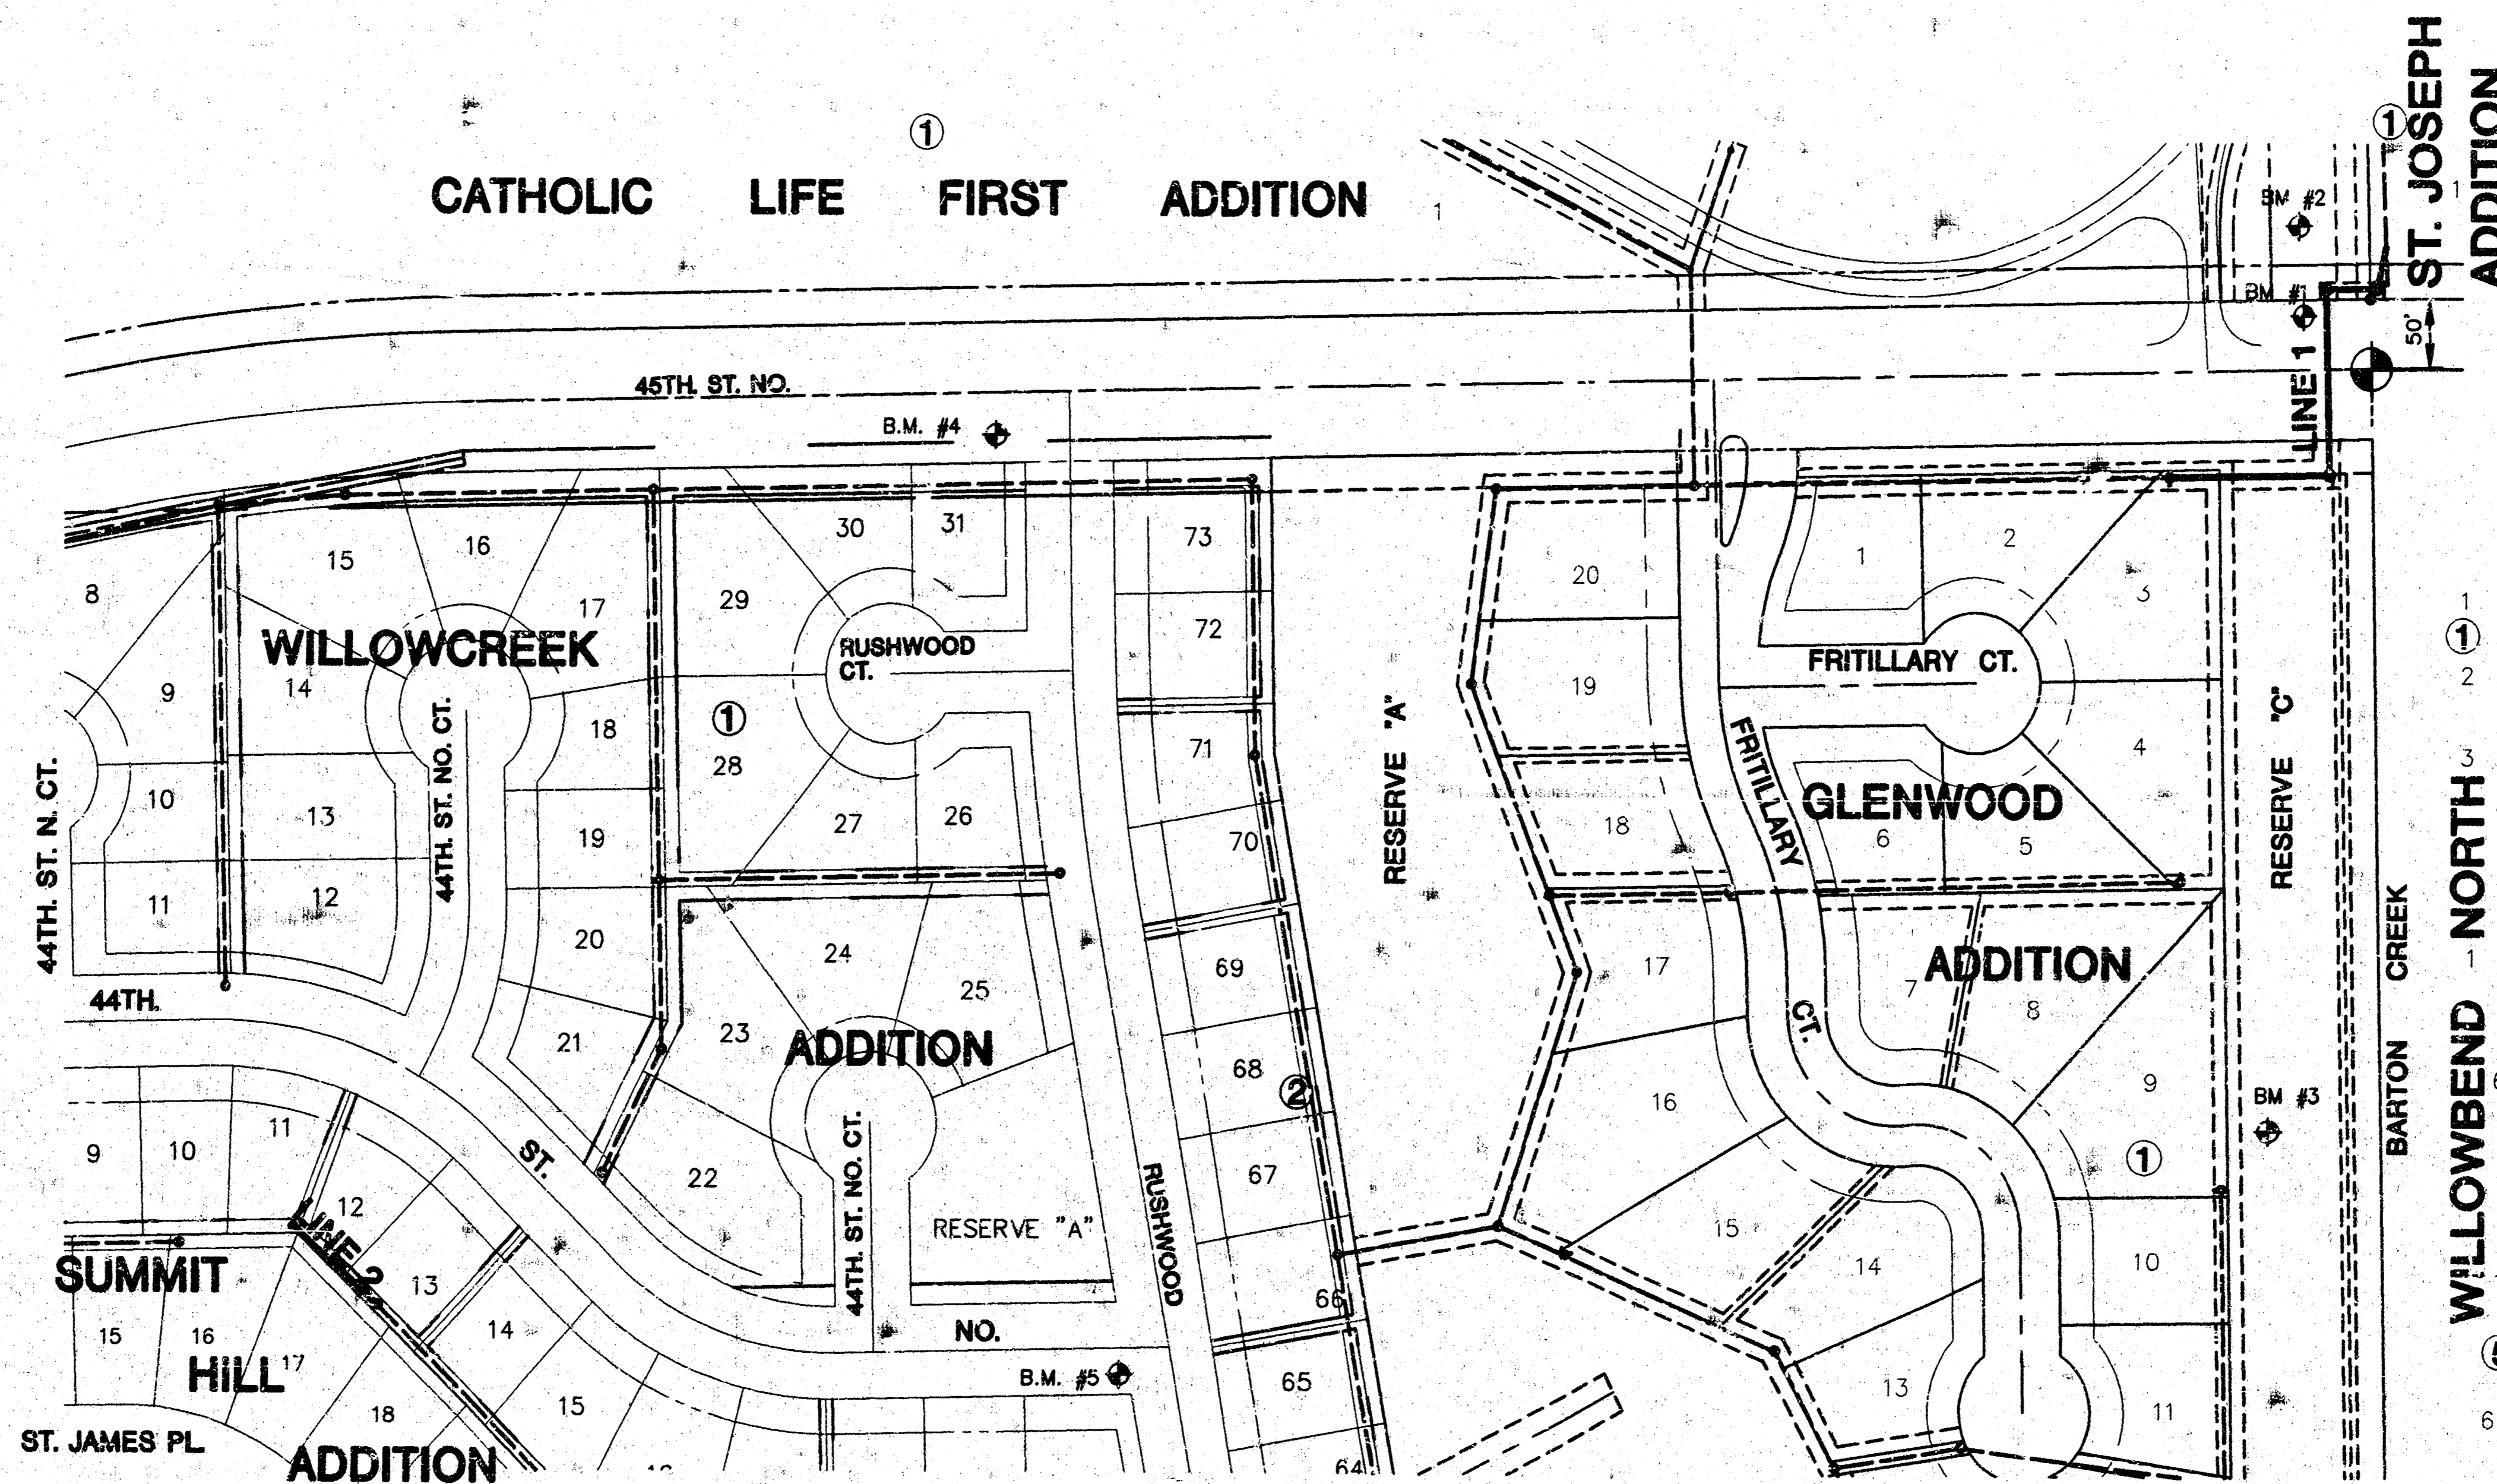 ST. JOSEPH
ADDITION
1
CATHOLIC LIFE FIRST ADDITION
1
1
1
BM #2
BM #1
50'
LINE 1
45TH. ST. NO.
B.M. #4
8
9
10
11
15
16
17
14
13
12
18
19
20
21
WILLOWCREEK
44TH. ST. N. CT.
44TH. ST. NO. CT.
44TH.
ST.
NO.
29
30
31
RUSHWOOD
CT.
1
28
27
26
24
25
23
22
ADDITION
44TH. ST. NO. CT.
RESERVE "A"
RUSHWOOD
73
72
71
70
69
68
2
67
66
65
64
B.M. #5
9
10
11
12
13
14
15
LINE 2
SUMMIT
HILL
ADDITION
15
16
17
18
ST. JAMES PL.
RESERVE "A"
20
19
18
17
16
15
14
13
1
2
3
4
5
6
7
8
9
1
10
11
FRITILLARY CT.
FRITILLARY
CT.
GLENWOOD
ADDITION
RESERVE "C"
BM #3
BARTON CREEK
WILLOWBEND NORTH
1
1
2
3
1
6